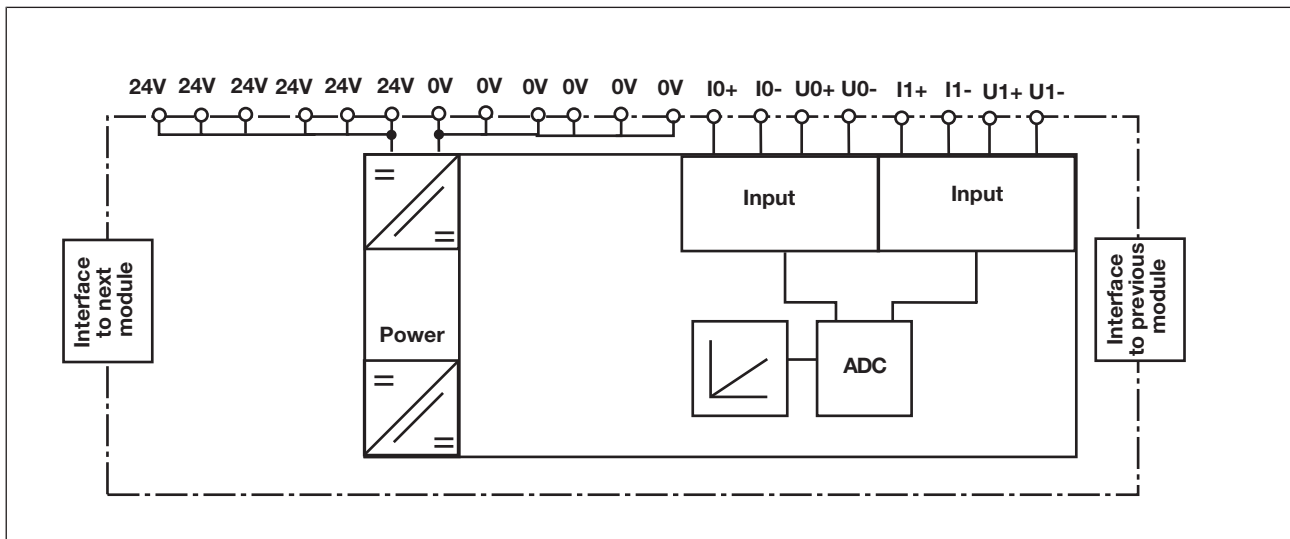 24V 24V 24V 24V 24V 24V 0V 0V 0V 0V 0V 0V I0+ I0- U0+ U0- I1+ I1- U1+ U1-
Input
Input
Interface
to next
module
Interface
to previous
module
Power
ADC